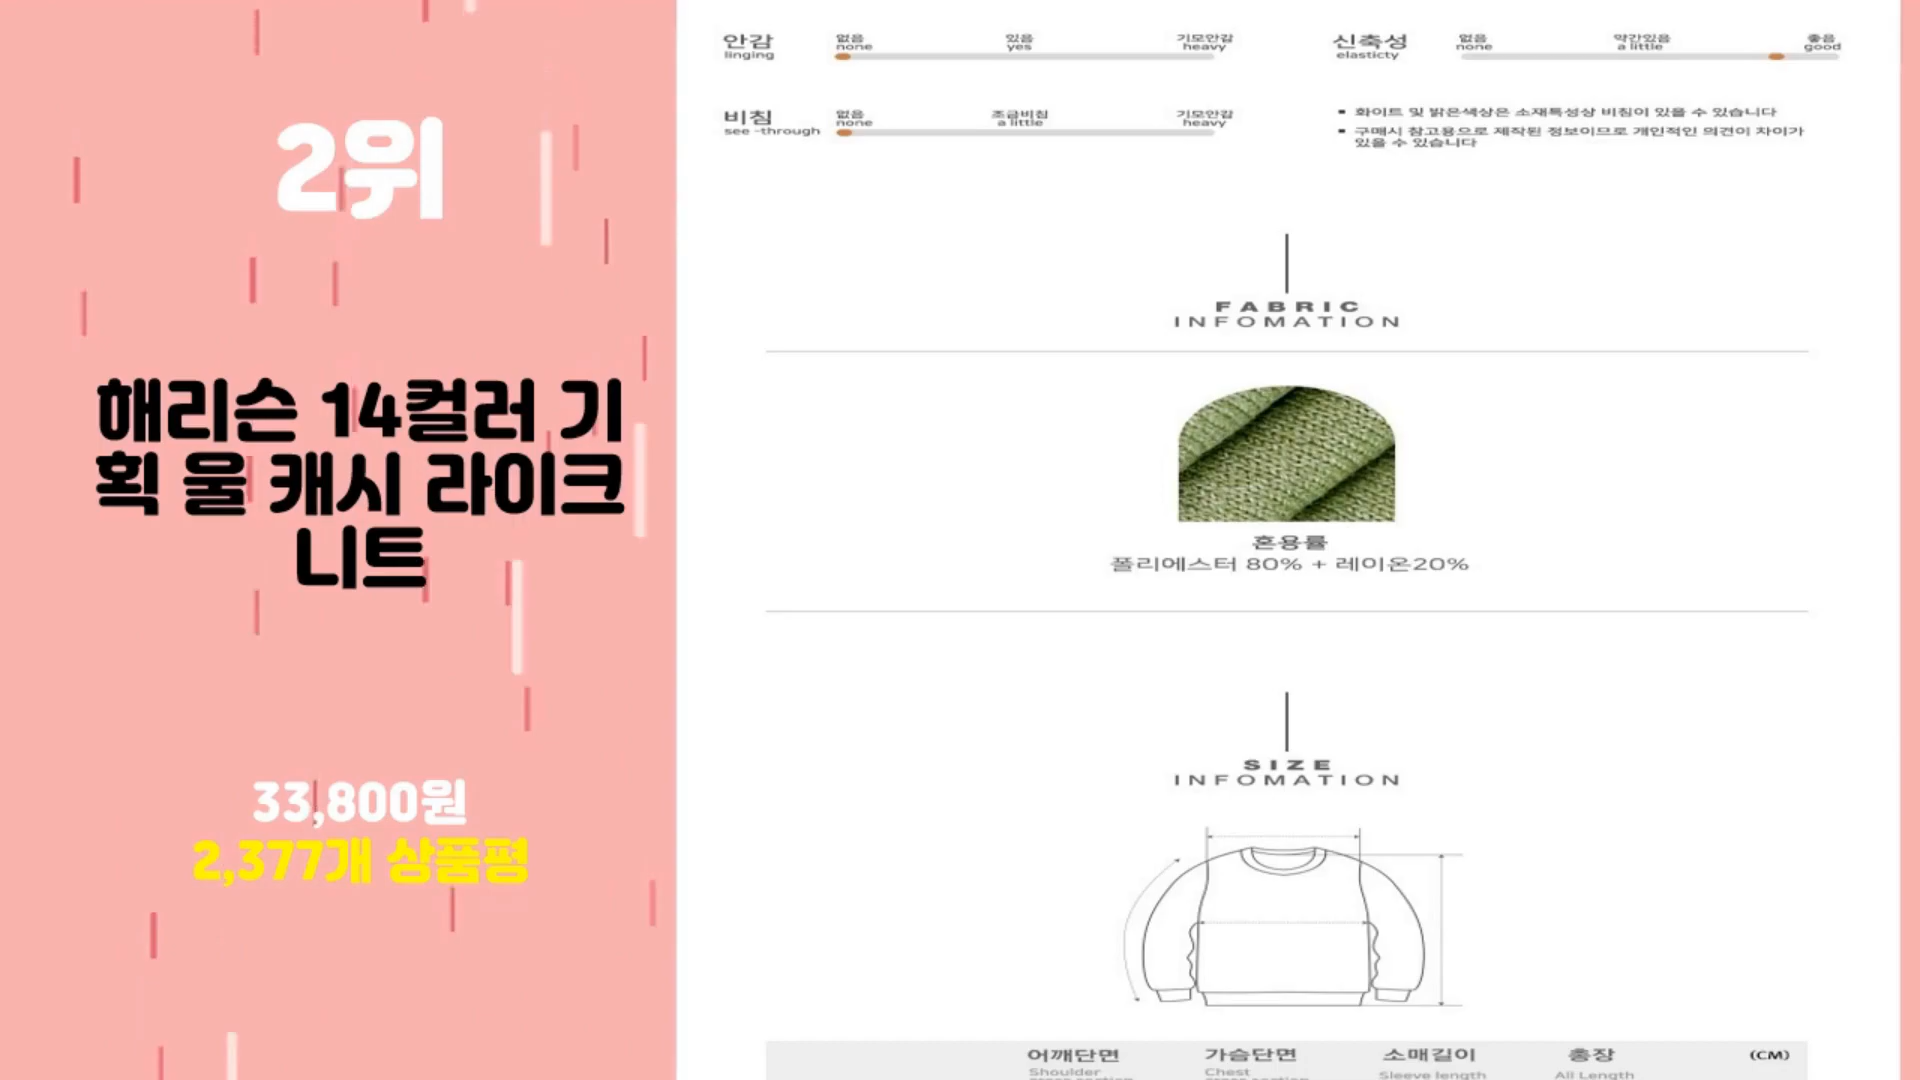 2위
해리슨 14컬러 기
획 울 캐시 라이크
니트
33,800원
2,377개 상품평
안감 없음 있음 기모안감
linging none yes heavy
신축성 없음 약간있음 좋음
elasticty none a little good
비침 없음 조금비침 기모안감
see -through none a little heavy
▪ 화이트 및 밝은색상은 소재특성상 비침이 있을 수 있습니다
▪ 구매시 참고용으로 제작된 정보이므로 개인적인 의견이 차이가
있을 수 있습니다
FABRIC
INFOMATION
혼용률
폴리에스터 80% + 레이온20%
SIZE
INFOMATION
어깨단면 가슴단면 소매길이 총장 (CM)
Shoulder Chest Sleeve length All Length